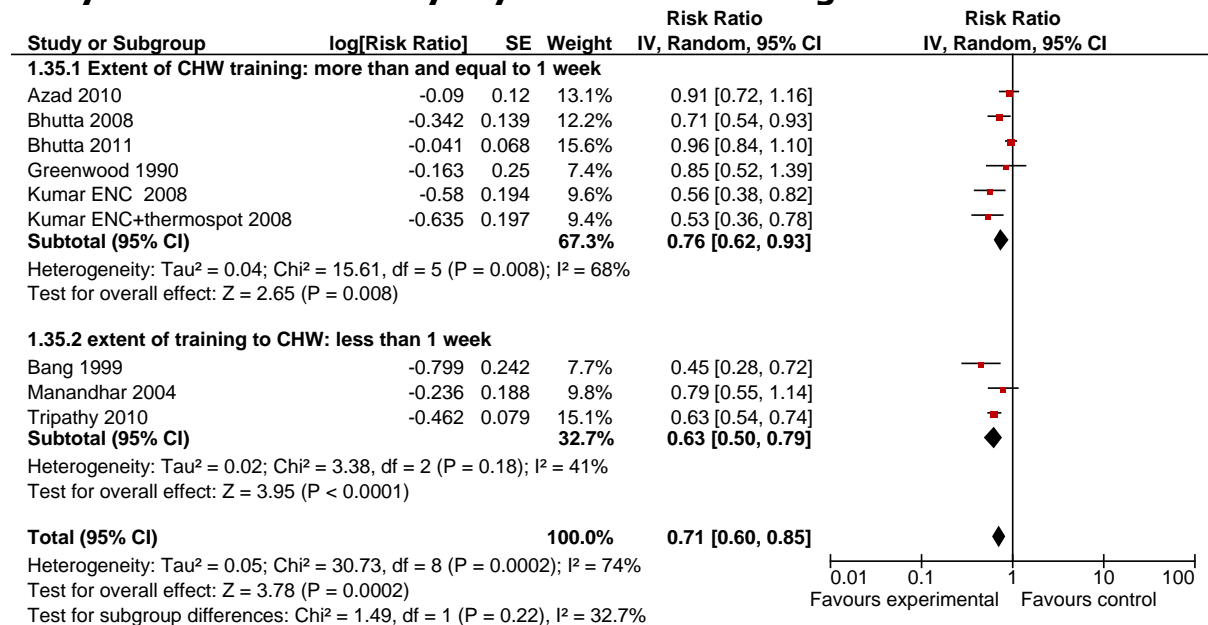 Risk Ratio Risk Ratio
Study or Subgroup log[Risk Ratio] SE Weight IV, Random, 95% CI IV, Random, 95% CI
1.35.1 Extent of CHW training: more than and equal to 1 week
Azad 2010 -0.09 0.12 13.1% 0.91 [0.72, 1.16]
Bhutta 2008 -0.342 0.139 12.2% 0.71 [0.54, 0.93]
Bhutta 2011 -0.041 0.068 15.6% 0.96 [0.84, 1.10]
Greenwood 1990 -0.163 0.25 7.4% 0.85 [0.52, 1.39]
Kumar ENC 2008 -0.58 0.194 9.6% 0.56 [0.38, 0.82]
Kumar ENC+thermospot 2008 -0.635 0.197 9.4% 0.53 [0.36, 0.78]
Subtotal (95% CI) 67.3% 0.76 [0.62, 0.93]
Heterogeneity: Tau² = 0.04; Chi² = 15.61, df = 5 (P = 0.008); I² = 68%
Test for overall effect: Z = 2.65 (P = 0.008)
1.35.2 extent of training to CHW: less than 1 week
Bang 1999 -0.799 0.242 7.7% 0.45 [0.28, 0.72]
Manandhar 2004 -0.236 0.188 9.8% 0.79 [0.55, 1.14]
Tripathy 2010 -0.462 0.079 15.1% 0.63 [0.54, 0.74]
Subtotal (95% CI) 32.7% 0.63 [0.50, 0.79]
Heterogeneity: Tau² = 0.02; Chi² = 3.38, df = 2 (P = 0.18); I² = 41%
Test for overall effect: Z = 3.95 (P < 0.0001)
Total (95% CI) 100.0% 0.71 [0.60, 0.85]
Heterogeneity: Tau² = 0.05; Chi² = 30.73, df = 8 (P = 0.0002); I² = 74%
Test for overall effect: Z = 3.78 (P = 0.0002)
Test for subgroup differences: Chi² = 1.49, df = 1 (P = 0.22), I² = 32.7%
0.01 0.1 1 10 100
Favours experimental Favours control